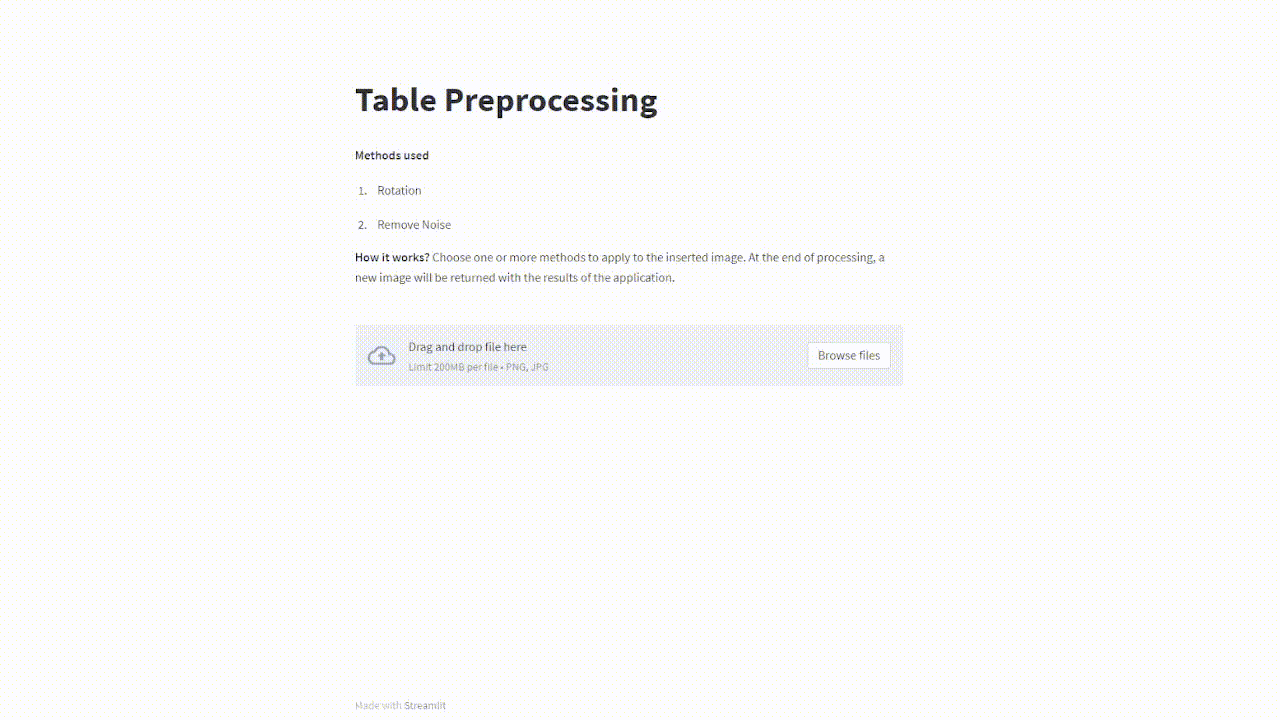 Table Preprocessing
Methods used
1. Rotation
2. Remove Noise
How it works? Choose one or more methods to apply to the inserted image. At the end of processing, a
new image will be returned with the results of the application.
Drag and drop file here
Limit 200MB per file • PNG, JPG
Browse files
Made with Streamlit